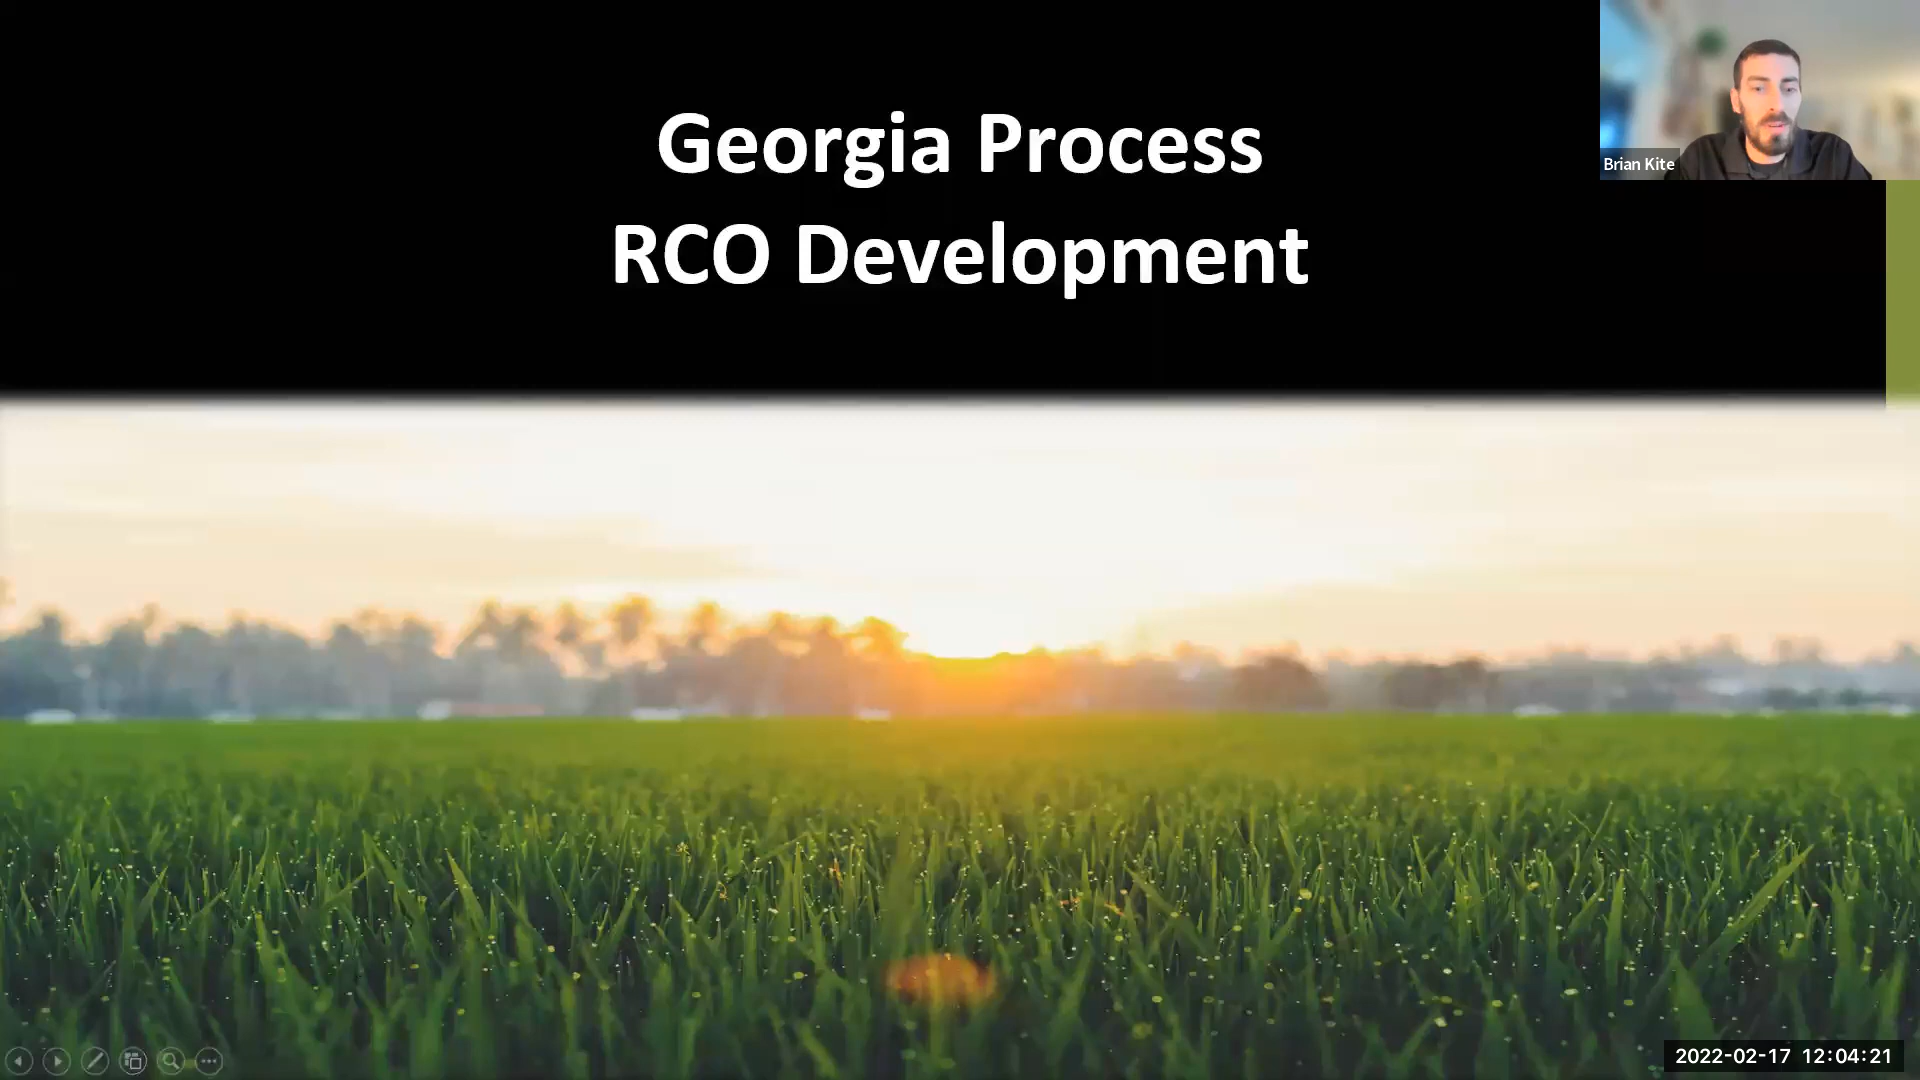 Georgia Process
RCO Development
Brian Kite
2022-02-17 12:04:21